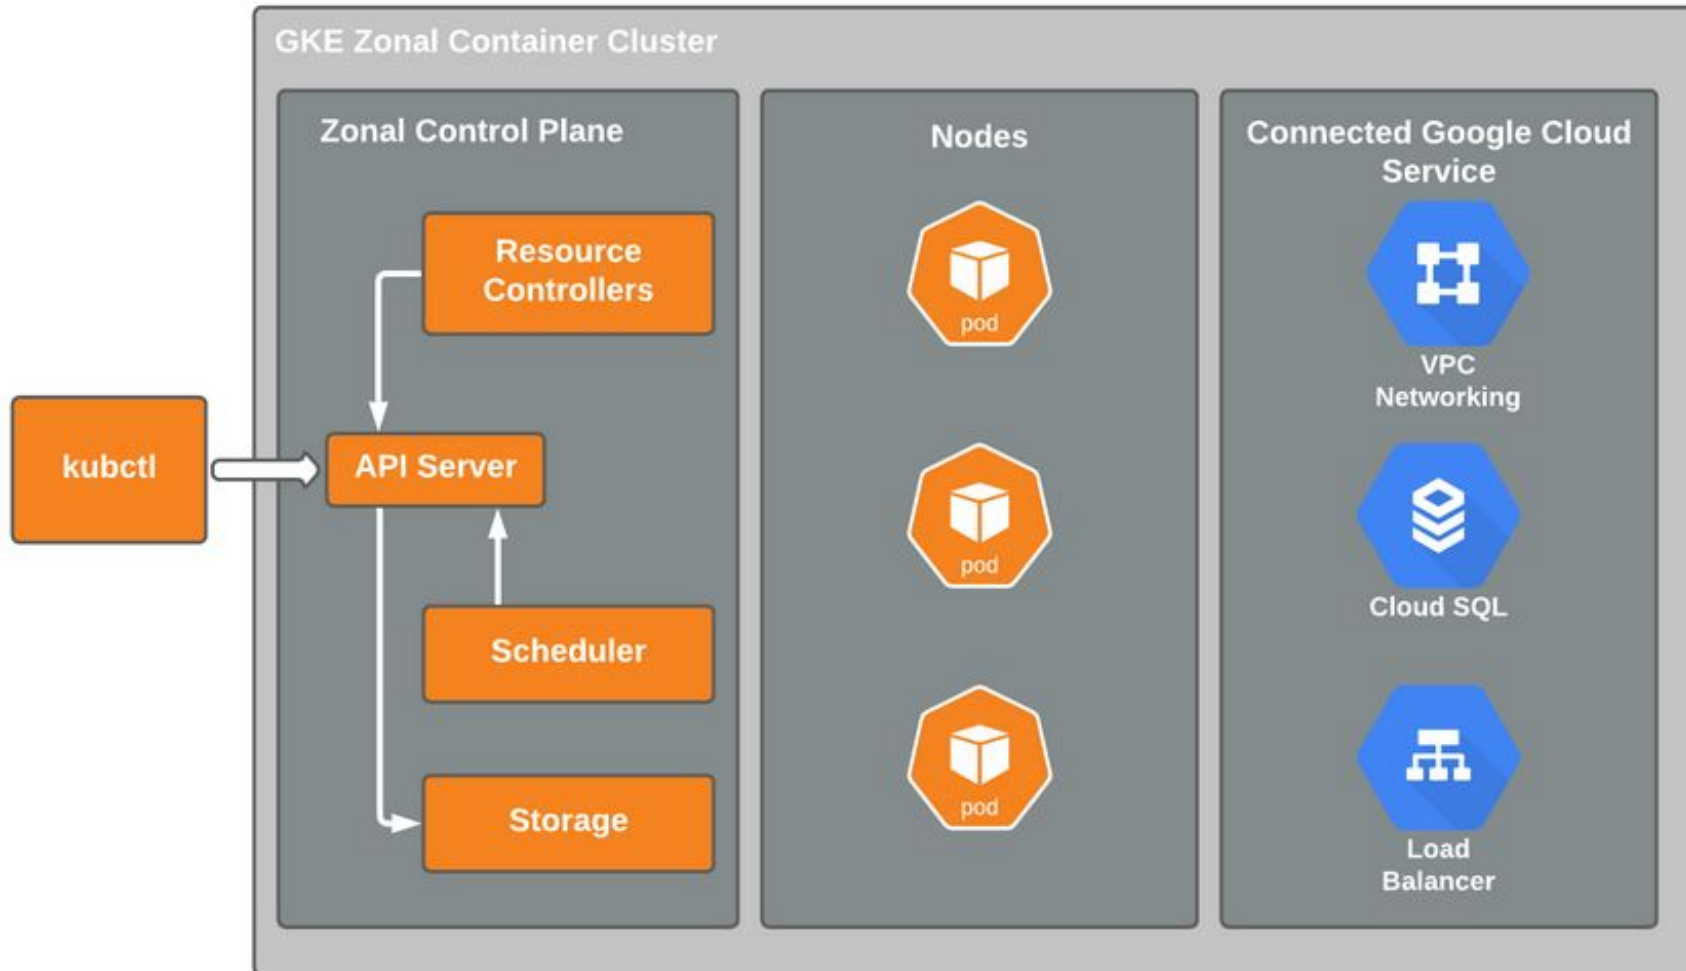 GKE Zonal Container Cluster
Zonal Control Plane
Resource
Controllers
kubctl
API Server
Scheduler
Storage
Nodes
pod
pod
pod
Connected Google Cloud
Service
VPC
Networking
Cloud SQL
Load
Balancer